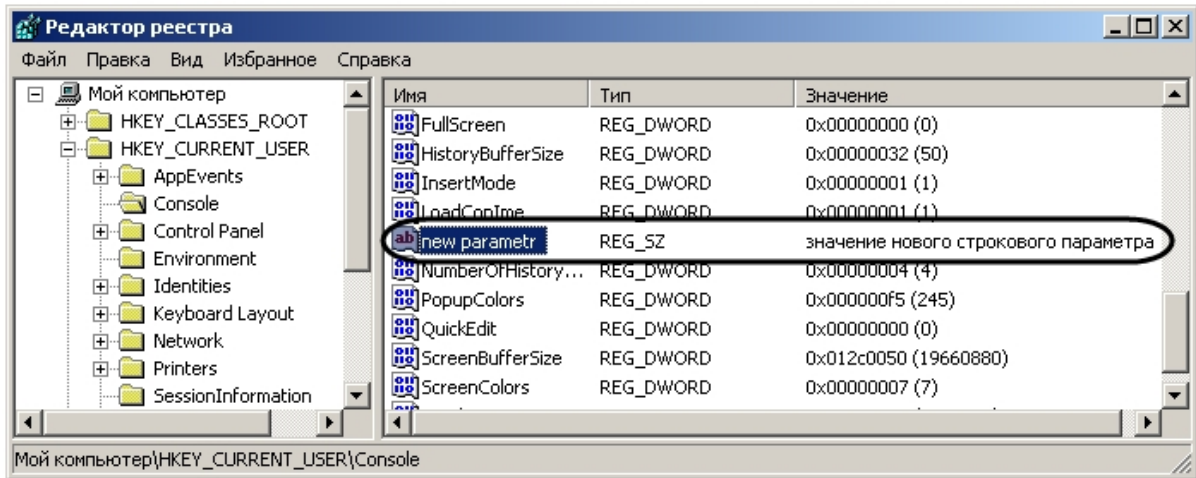 Редактор реестра
Файл Правка Вид Избранное Справка
Мой компьютер
HKEY_CLASSES_ROOT
HKEY_CURRENT_USER
AppEvents
Console
Control Panel
Environment
Identities
Keyboard Layout
Network
Printers
SessionInformation
Имя Тип Значение
FullScreen REG_DWORD 0x00000000 (0)
HistoryBufferSize REG_DWORD 0x00000032 (50)
InsertMode REG_DWORD 0x00000001 (1)
LoadConIme REG_DWORD 0x00000001 (1)
new parametr REG_SZ значение нового строкового параметра
NumberOfHistory... REG_DWORD 0x00000004 (4)
PopupColors REG_DWORD 0x000000f5 (245)
QuickEdit REG_DWORD 0x00000000 (0)
ScreenBufferSize REG_DWORD 0x012c0050 (19660880)
ScreenColors REG_DWORD 0x00000007 (7)
Мой компьютер\HKEY_CURRENT_USER\Console